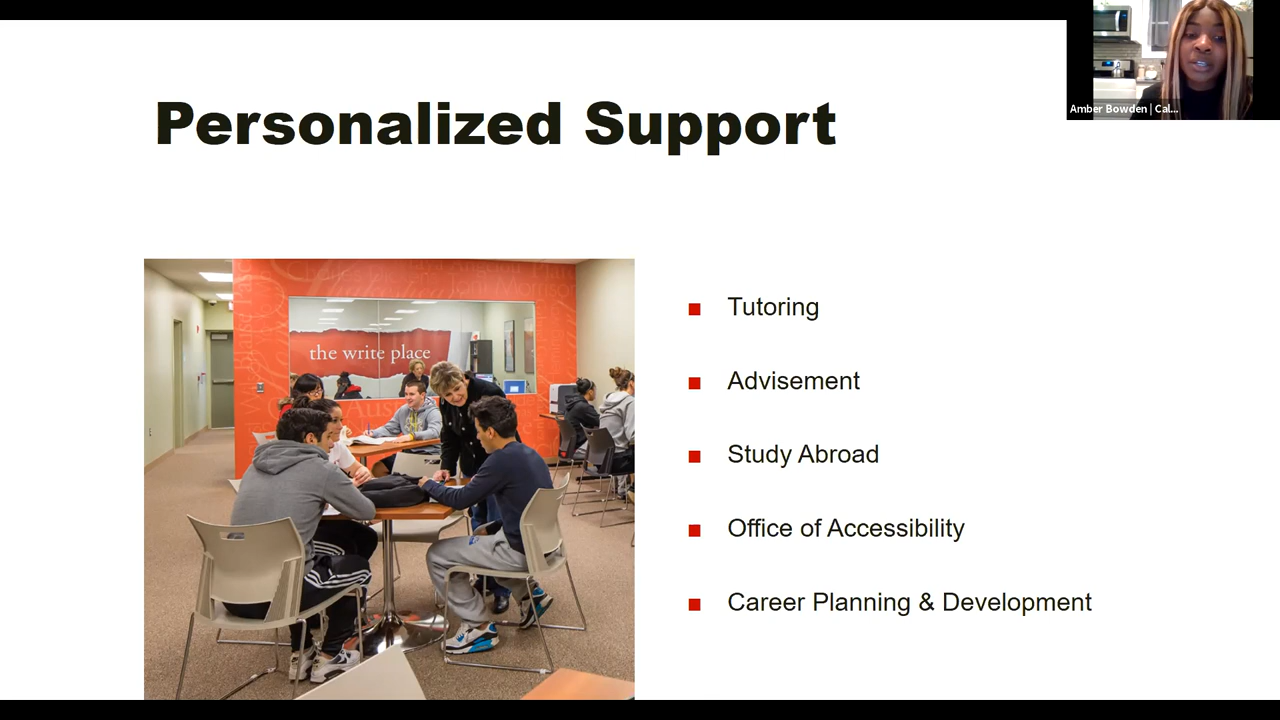 Personalized Support
Amber Bowden | Cal...
the write place
Tutoring
Advisement
Study Abroad
Office of Accessibility
Career Planning & Development